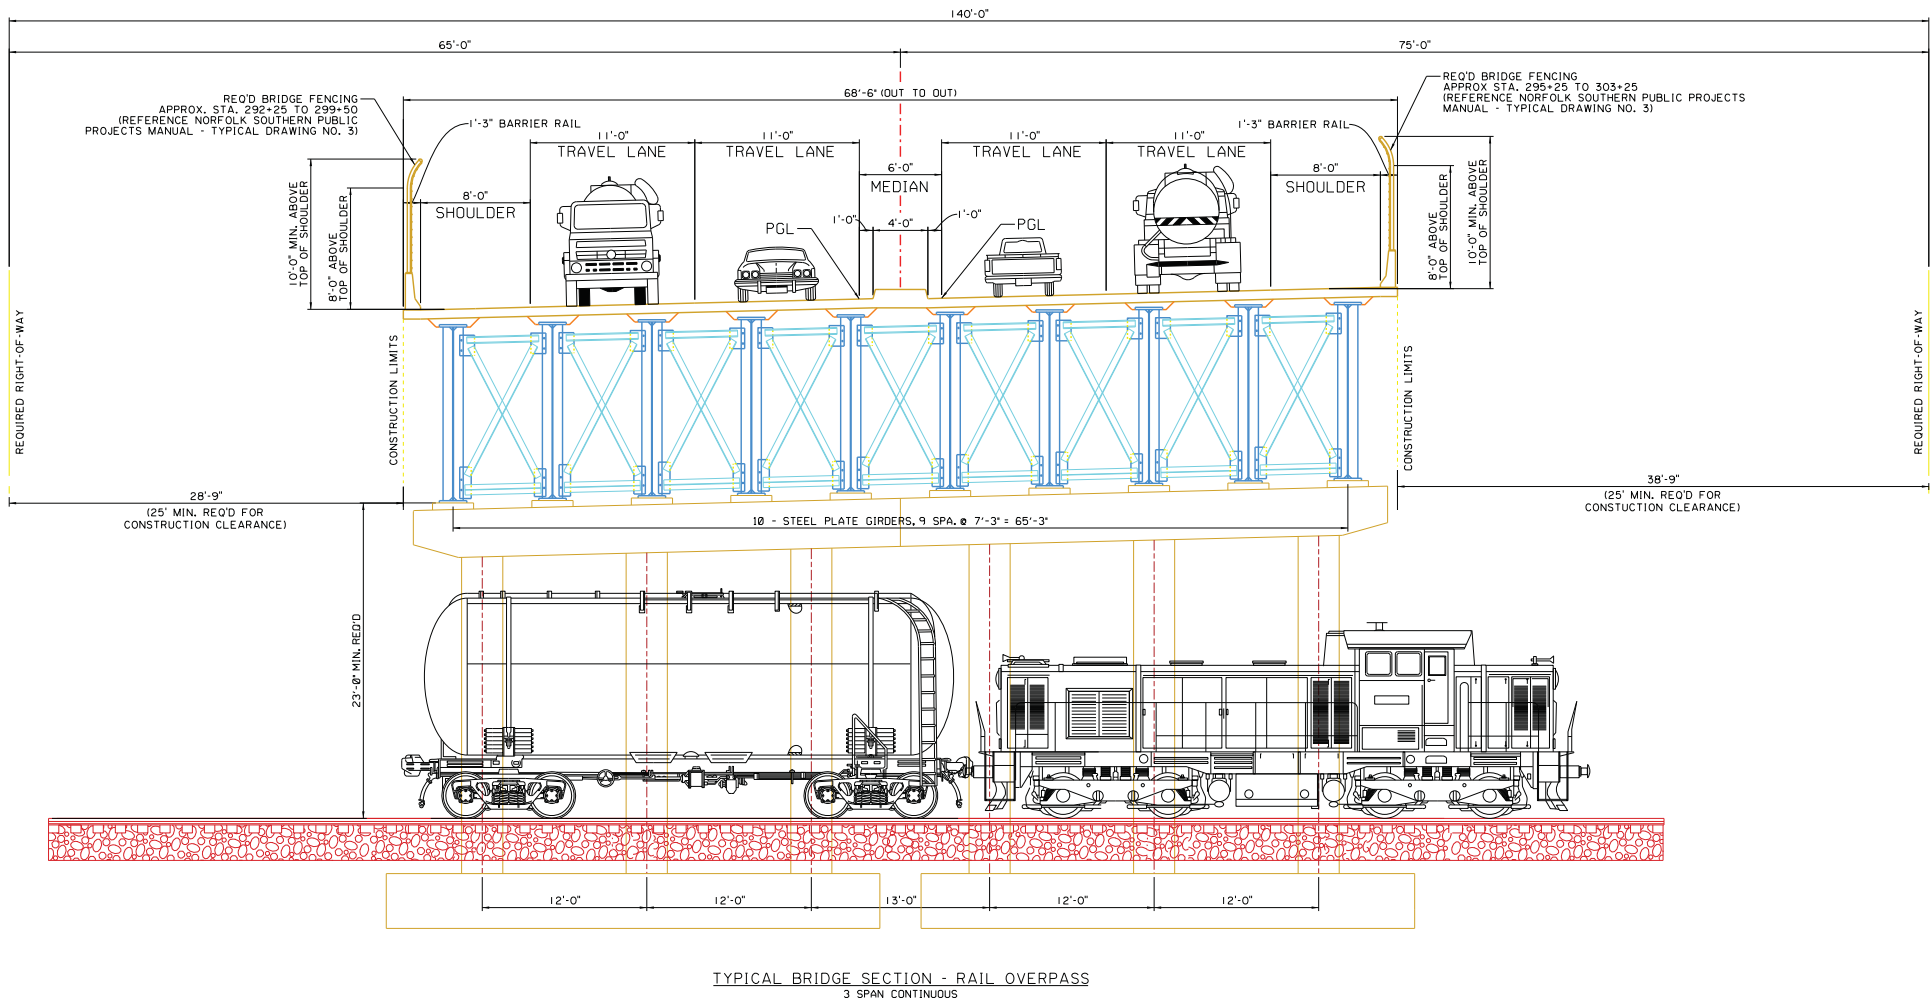 140'-0"
65'-0"
75'-0"
68'-6" (OUT TO OUT)
REQ'D BRIDGE FENCING
APPROX. STA. 292+25 TO 299+50
(REFERENCE NORFOLK SOUTHERN PUBLIC
PROJECTS MANUAL - TYPICAL DRAWING NO. 3)
REQ'D BRIDGE FENCING
APPROX STA. 295+25 TO 303+25
(REFERENCE NORFOLK SOUTHERN PUBLIC PROJECTS
MANUAL - TYPICAL DRAWING NO. 3)
1'-3" BARRIER RAIL
1'-3" BARRIER RAIL
11'-0"
TRAVEL LANE
11'-0"
TRAVEL LANE
11'-0"
TRAVEL LANE
11'-0"
TRAVEL LANE
6'-0"
MEDIAN
8'-0"
SHOULDER
8'-0"
SHOULDER
1'-0"
4'-0"
1'-0"
PGL
PGL
10'-0" MIN. ABOVE
TOP OF SHOULDER
8'-0" ABOVE
TOP OF SHOULDER
8'-0" ABOVE
TOP OF SHOULDER
10'-0" MIN. ABOVE
TOP OF SHOULDER
REQUIRED RIGHT-OF-WAY
CONSTRUCTION LIMITS
CONSTRUCTION LIMITS
REQUIRED RIGHT-OF-WAY
28'-9"
(25' MIN. REQ'D FOR
CONSTRUCTION CLEARANCE)
38'-9"
(25' MIN. REQ'D FOR
CONSTUCTION CLEARANCE)
10 - STEEL PLATE GIRDERS, 9 SPA. @ 7'-3" = 65'-3"
23'-0" MIN. REQ'D
12'-0"
12'-0"
13'-0"
12'-0"
12'-0"
TYPICAL BRIDGE SECTION - RAIL OVERPASS
3 SPAN CONTINUOUS